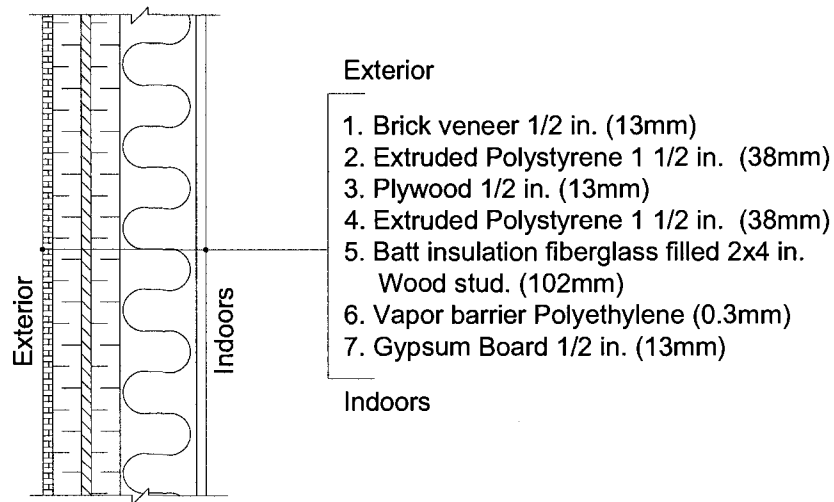 Exterior
1. Brick veneer 1/2 in. (13mm)
2. Extruded Polystyrene 1 1/2 in. (38mm)
3. Plywood 1/2 in. (13mm)
4. Extruded Polystyrene 1 1/2 in. (38mm)
5. Batt insulation fiberglass filled 2x4 in.
Wood stud. (102mm)
6. Vapor barrier Polyethylene (0.3mm)
7. Gypsum Board 1/2 in. (13mm)
Indoors
Exterior
Indoors